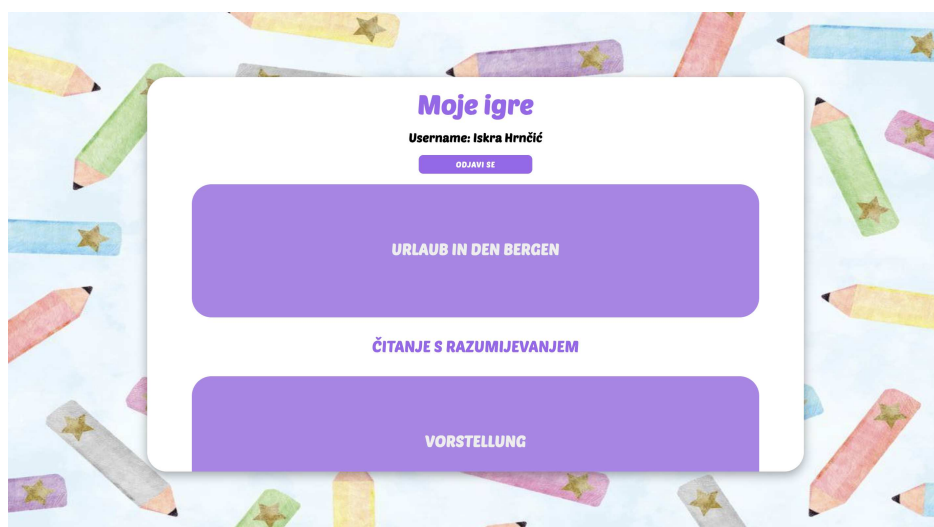 Moje igre
Username: Iskra Hrnčić
ODJAVI SE
URLAUB IN DEN BERGEN
ČITANJE S RAZUMIJEVANJEM
VORSTELLUNG